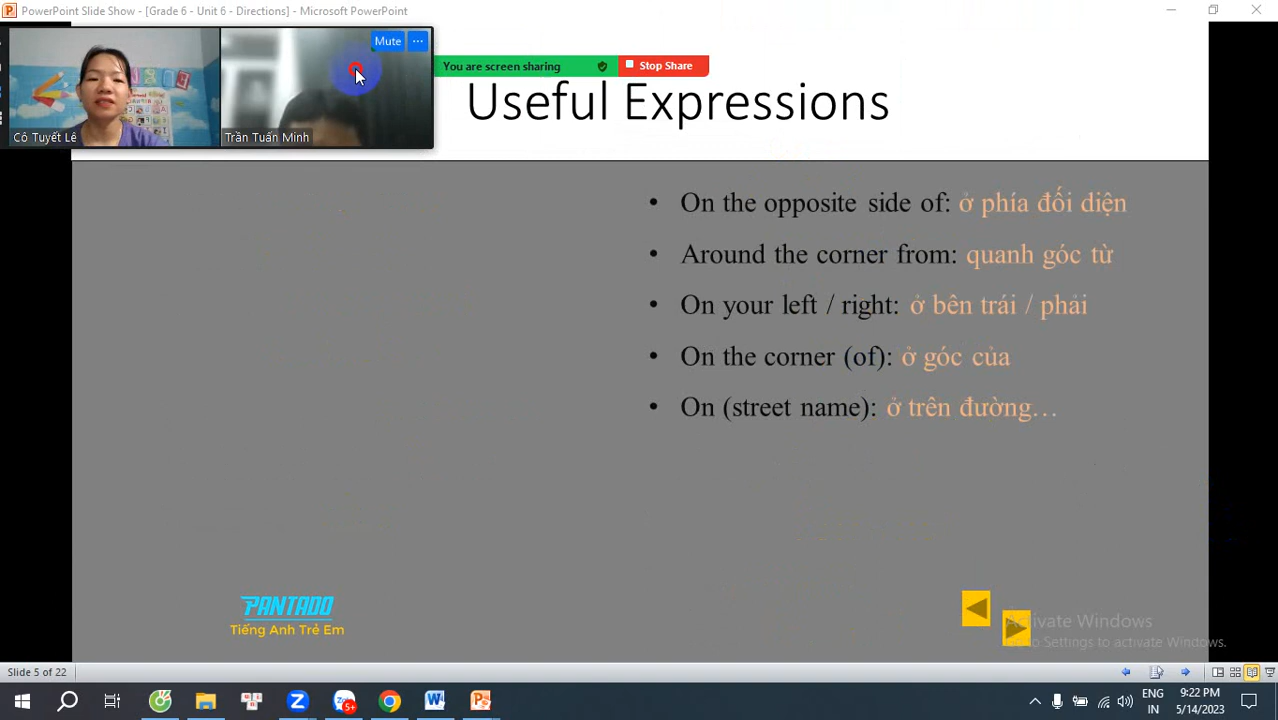 PowerPoint Slide Show - [Grade 6 - Unit 6 - Directions] - Microsoft PowerPoint
Mute
You are screen sharing
Stop Share
Cô Tuyết Lê
Trần Tuấn Minh
Useful Expressions
• On the opposite side of: ở phía đối diện
• Around the corner from: quanh góc từ
• On your left / right: ở bên trái / phải
• On the corner (of): ở góc của
• On (street name): ở trên đường…
PANTADO
Tiếng Anh Trẻ Em
Activate Windows
Go to Settings to activate Windows.
Slide 5 of 22
5+
ENG
IN
9:22 PM
5/14/2023